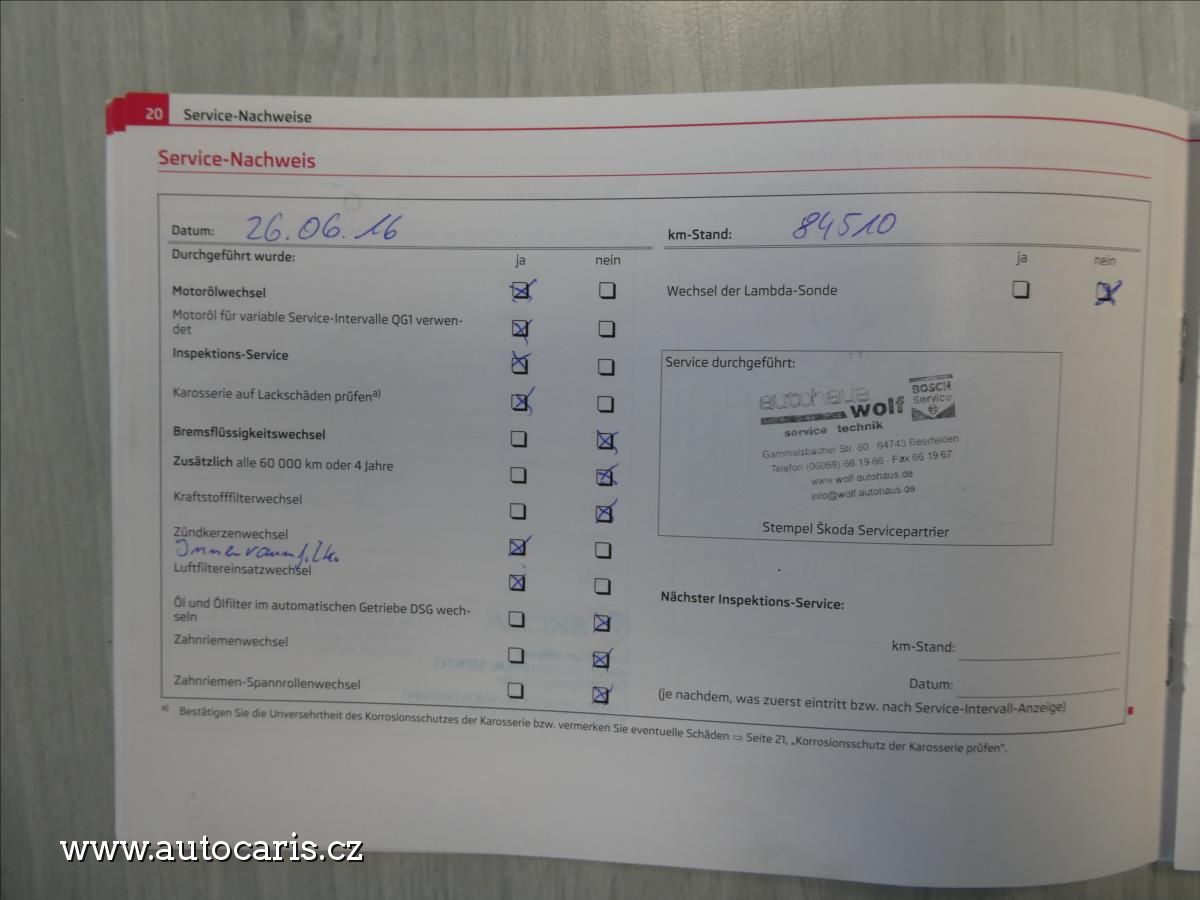 20 Service-Nachweise
Service-Nachweis
Datum: 26.06.16
km-Stand: 84510
Durchgeführt wurde: ja nein
ja nein
Motorölwechsel
Wechsel der Lambda-Sonde
Motoröl für variable Service-Intervalle QG1 verwen-
det
Inspektions-Service
Karosserie auf Lackschäden prüfenª⁾
Bremsflüssigkeitswechsel
Zusätzlich alle 60 000 km oder 4 Jahre
Kraftstofffilterwechsel
Zündkerzenwechsel
Innenraumfilter
Luftfiltereinsatzwechsel
Öl und Ölfilter im automatischen Getriebe DSG wech-
seln
Zahnriemenwechsel
Zahnriemen-Spannrollenwechsel
Service durchgeführt:
autohaus wolf
service technik
BOSCH
Service
Gammelsbacher Str. 80 · 64743 Beerfelden
Telefon (06068) 66 19 66 · Fax 66 19 67
www.wolf-autohaus.de
info@wolf-autohaus.de
Stempel Škoda Servicepartner
Nächster Inspektions-Service:
km-Stand:
Datum:
(je nachdem, was zuerst eintritt bzw. nach Service-Intervall-Anzeige)
a) Bestätigen Sie die Unversehrtheit des Korrosionsschutzes der Karosserie bzw. vermerken Sie eventuelle Schäden ⇒ Seite 21, „Korrosionsschutz der Karosserie prüfen".
www.autocaris.cz